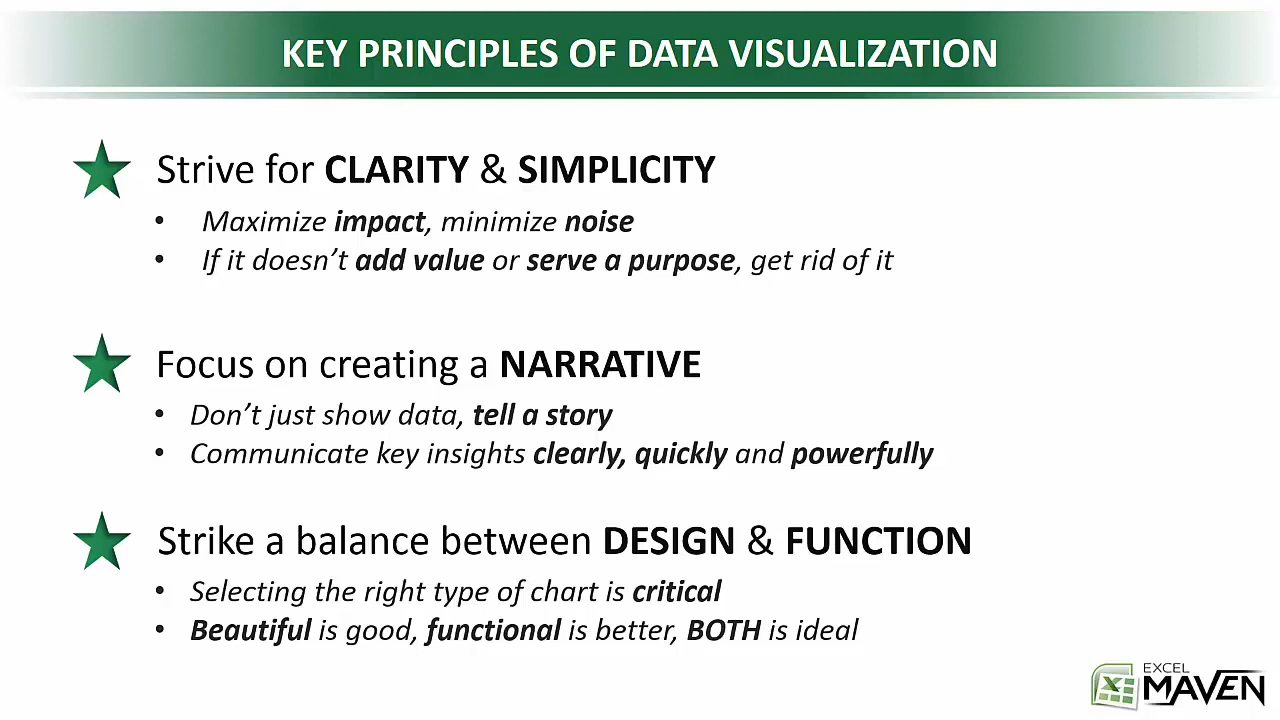 KEY PRINCIPLES OF DATA VISUALIZATION
Strive for CLARITY & SIMPLICITY
• Maximize impact, minimize noise
• If it doesn’t add value or serve a purpose, get rid of it
Focus on creating a NARRATIVE
• Don’t just show data, tell a story
• Communicate key insights clearly, quickly and powerfully
Strike a balance between DESIGN & FUNCTION
• Selecting the right type of chart is critical
• Beautiful is good, functional is better, BOTH is ideal
EXCEL
MAVEN